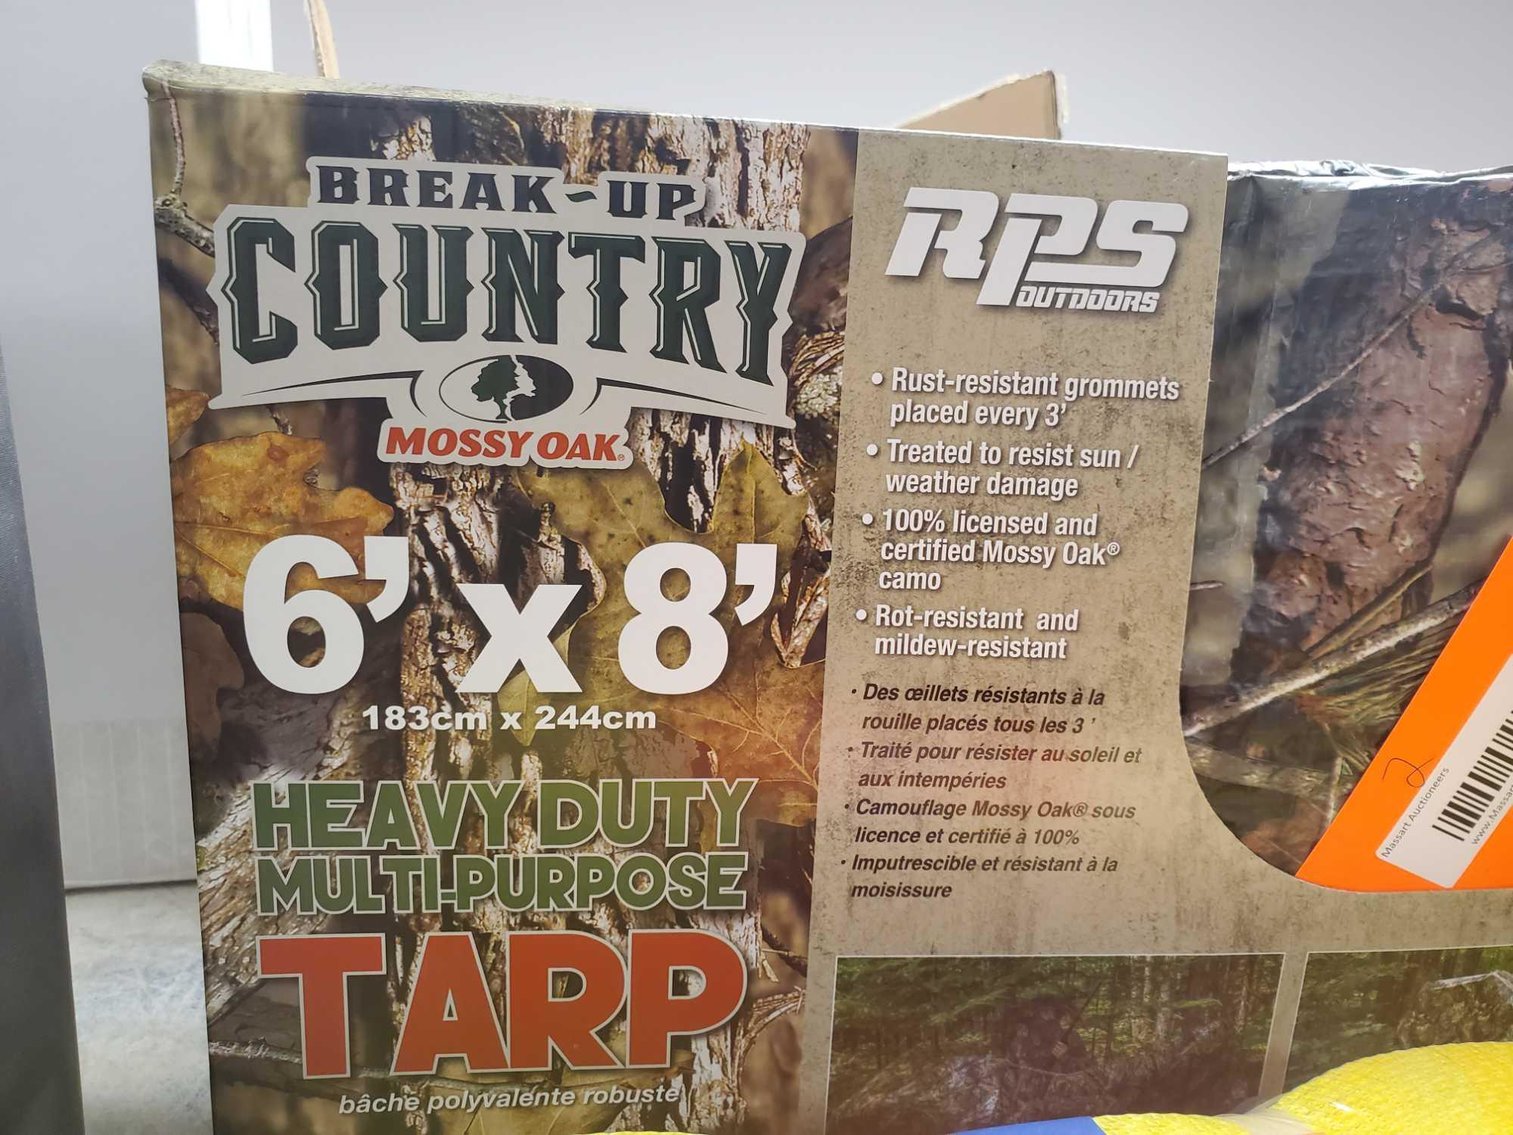 BREAK-UP
COUNTRY
MOSSY OAK®
6' x 8'
183cm x 244cm
HEAVY DUTY
MULTI-PURPOSE
TARP
bâche polyvalente robuste
RPS
OUTDOORS
• Rust-resistant grommets
placed every 3'
• Treated to resist sun /
weather damage
• 100% licensed and
certified Mossy Oak®
camo
• Rot-resistant and
mildew-resistant
· Des œillets résistants à la
rouille placés tous les 3 '
· Traité pour résister au soleil et
aux intempéries
· Camouflage Mossy Oak® sous
licence et certifié à 100%
· Imputrescible et résistant à la
moisissure
2
Massart Auctioneers